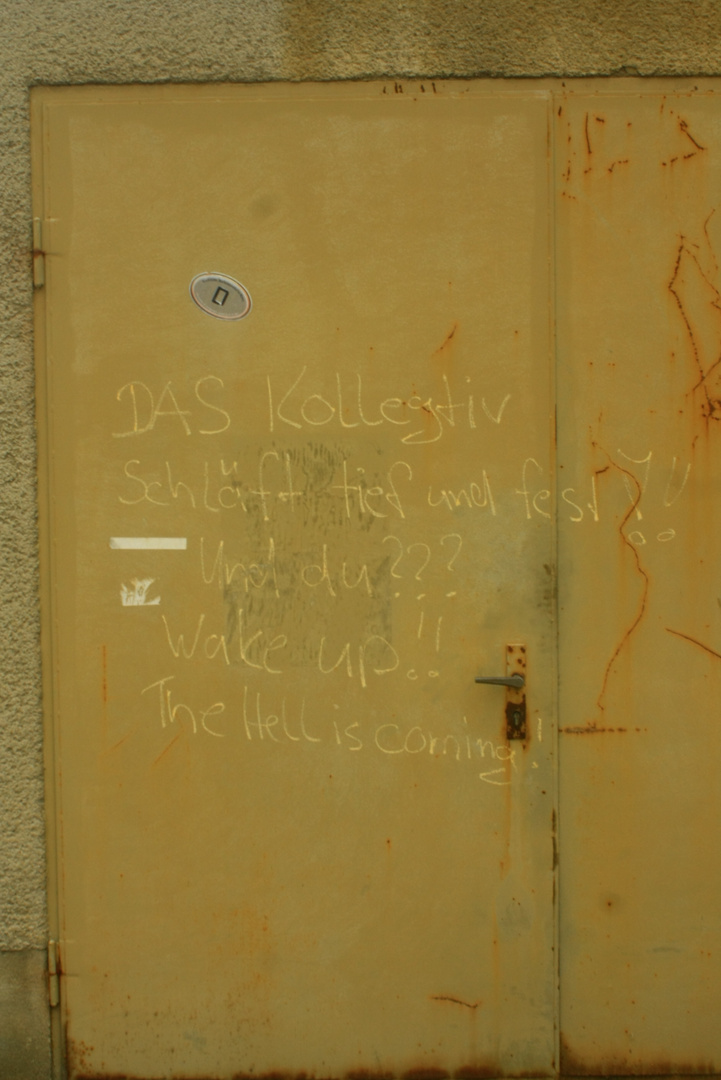 DAS Kollegtiv
Schläft tief und fest!!
Und du???
Wake up!!
The Hell is coming!